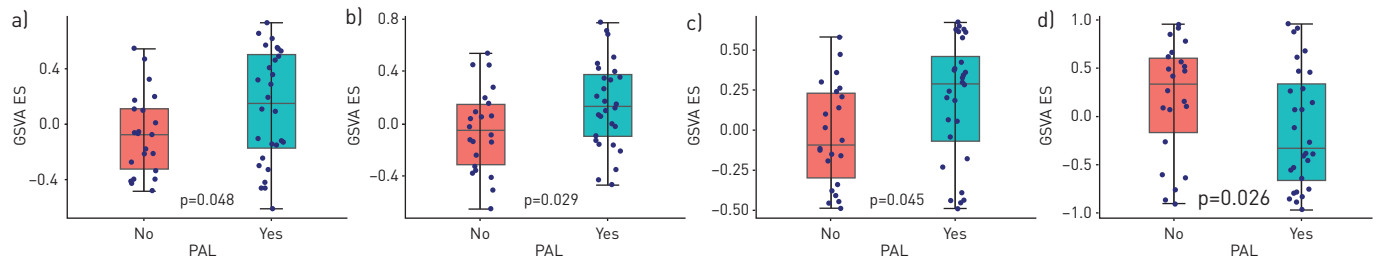 a)
GSVA ES
0.4
0.0
−0.4
p=0.048
No Yes
PAL
b)
GSVA ES
0.8
0.4
0.0
−0.4
p=0.029
No Yes
PAL
c)
GSVA ES
0.50
0.25
0.00
−0.25
−0.50
p=0.045
No Yes
PAL
d)
GSVA ES
1.0
0.5
0.0
−0.5
−1.0
p=0.026
No Yes
PAL